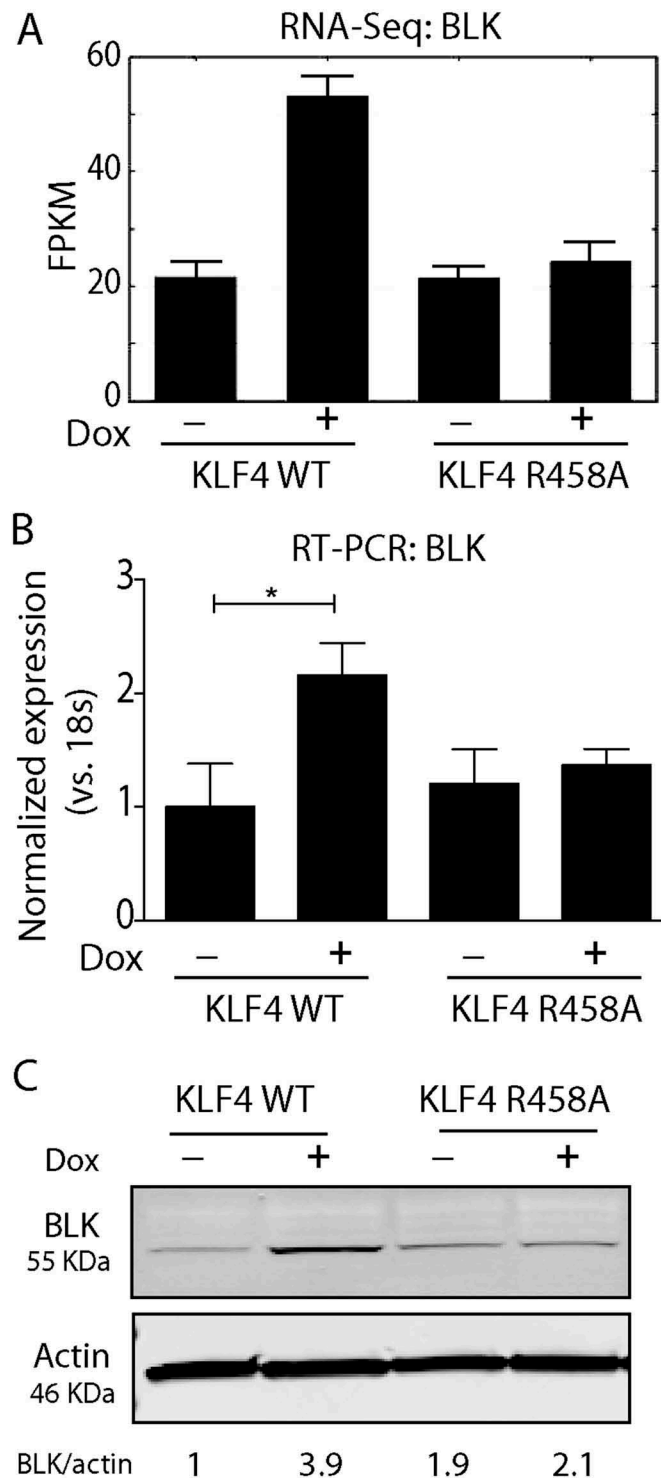 A
RNA-Seq: BLK
60
40
20
0
FPKM
Dox – + – +
KLF4 WT KLF4 R458A
B
RT-PCR: BLK
3
2
1
0
Normalized expression
(vs. 18s)
*
Dox – + – +
KLF4 WT KLF4 R458A
C
KLF4 WT KLF4 R458A
Dox – + – +
BLK
55 KDa
Actin
46 KDa
BLK/actin 1 3.9 1.9 2.1